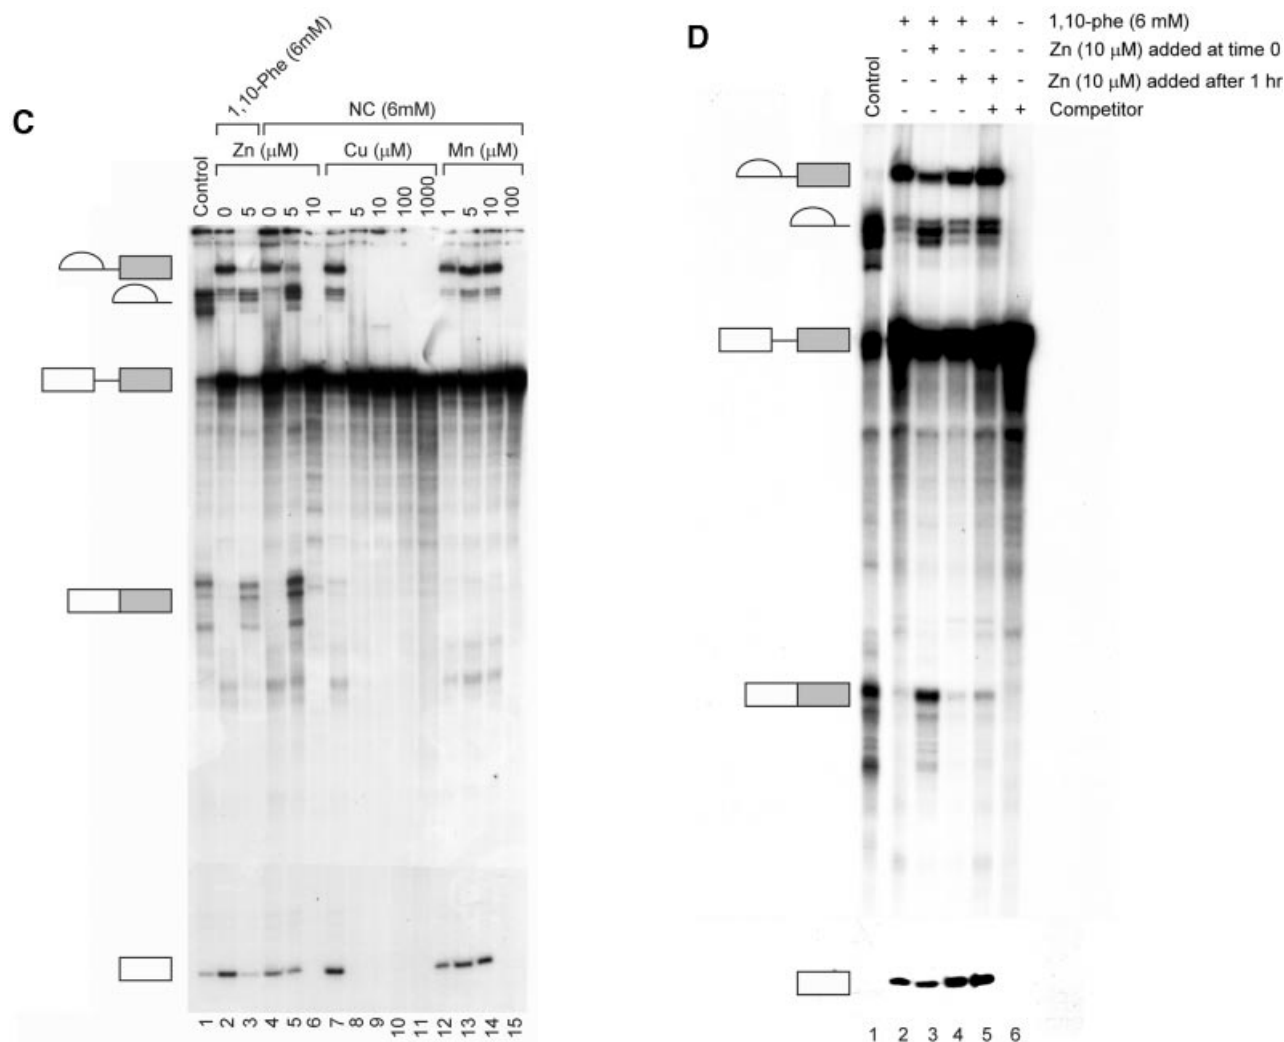 C
1,10-Phe (6mM)
NC (6mM)
Zn (μM)
Cu (μM)
Mn (μM)
Control
0
5
0
5
10
1
5
10
100
1000
1
5
10
100
1
2
3
4
5
6
7
8
9
10
11
12
13
14
15
D
+ + + + - 1,10-phe (6 mM)
- + - - - Zn (10 μM) added at time 0
- - + + - Zn (10 μM) added after 1 hr
- - - + + Competitor
Control
1 2 3 4 5 6